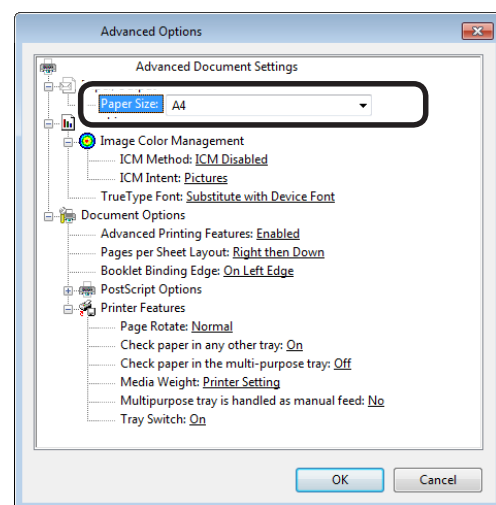 Advanced Options
Advanced Document Settings
Paper Size: A4
Image Color Management
ICM Method: ICM Disabled
ICM Intent: Pictures
TrueType Font: Substitute with Device Font
Document Options
Advanced Printing Features: Enabled
Pages per Sheet Layout: Right then Down
Booklet Binding Edge: On Left Edge
PostScript Options
Printer Features
Page Rotate: Normal
Check paper in any other tray: On
Check paper in the multi-purpose tray: Off
Media Weight: Printer Setting
Multipurpose tray is handled as manual feed: No
Tray Switch: On
OK Cancel